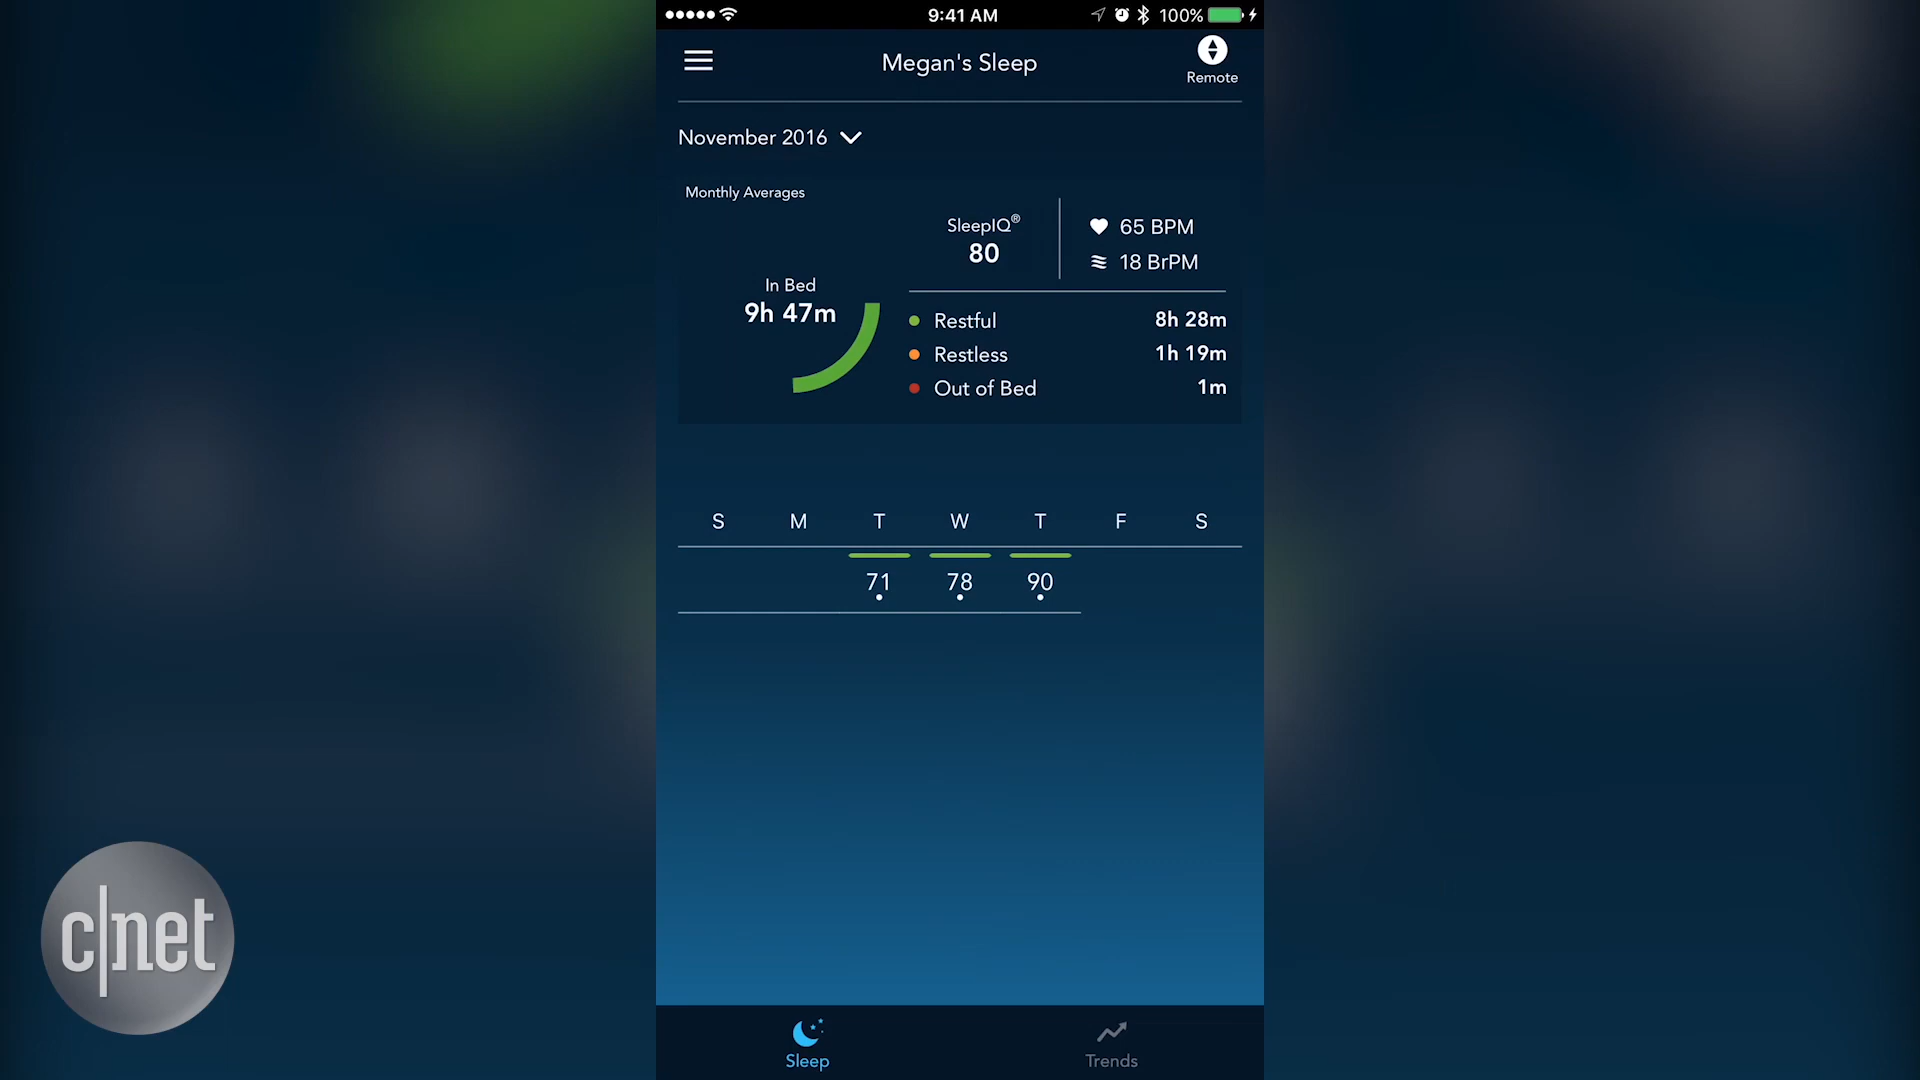 9:41 AM
100%
Megan's Sleep
Remote
November 2016
Monthly Averages
SleepIQ®
80
65 BPM
18 BrPM
In Bed
9h 47m
Restful 8h 28m
Restless 1h 19m
Out of Bed 1m
S M T W T F S
71 78 90
c|net
Sleep Trends